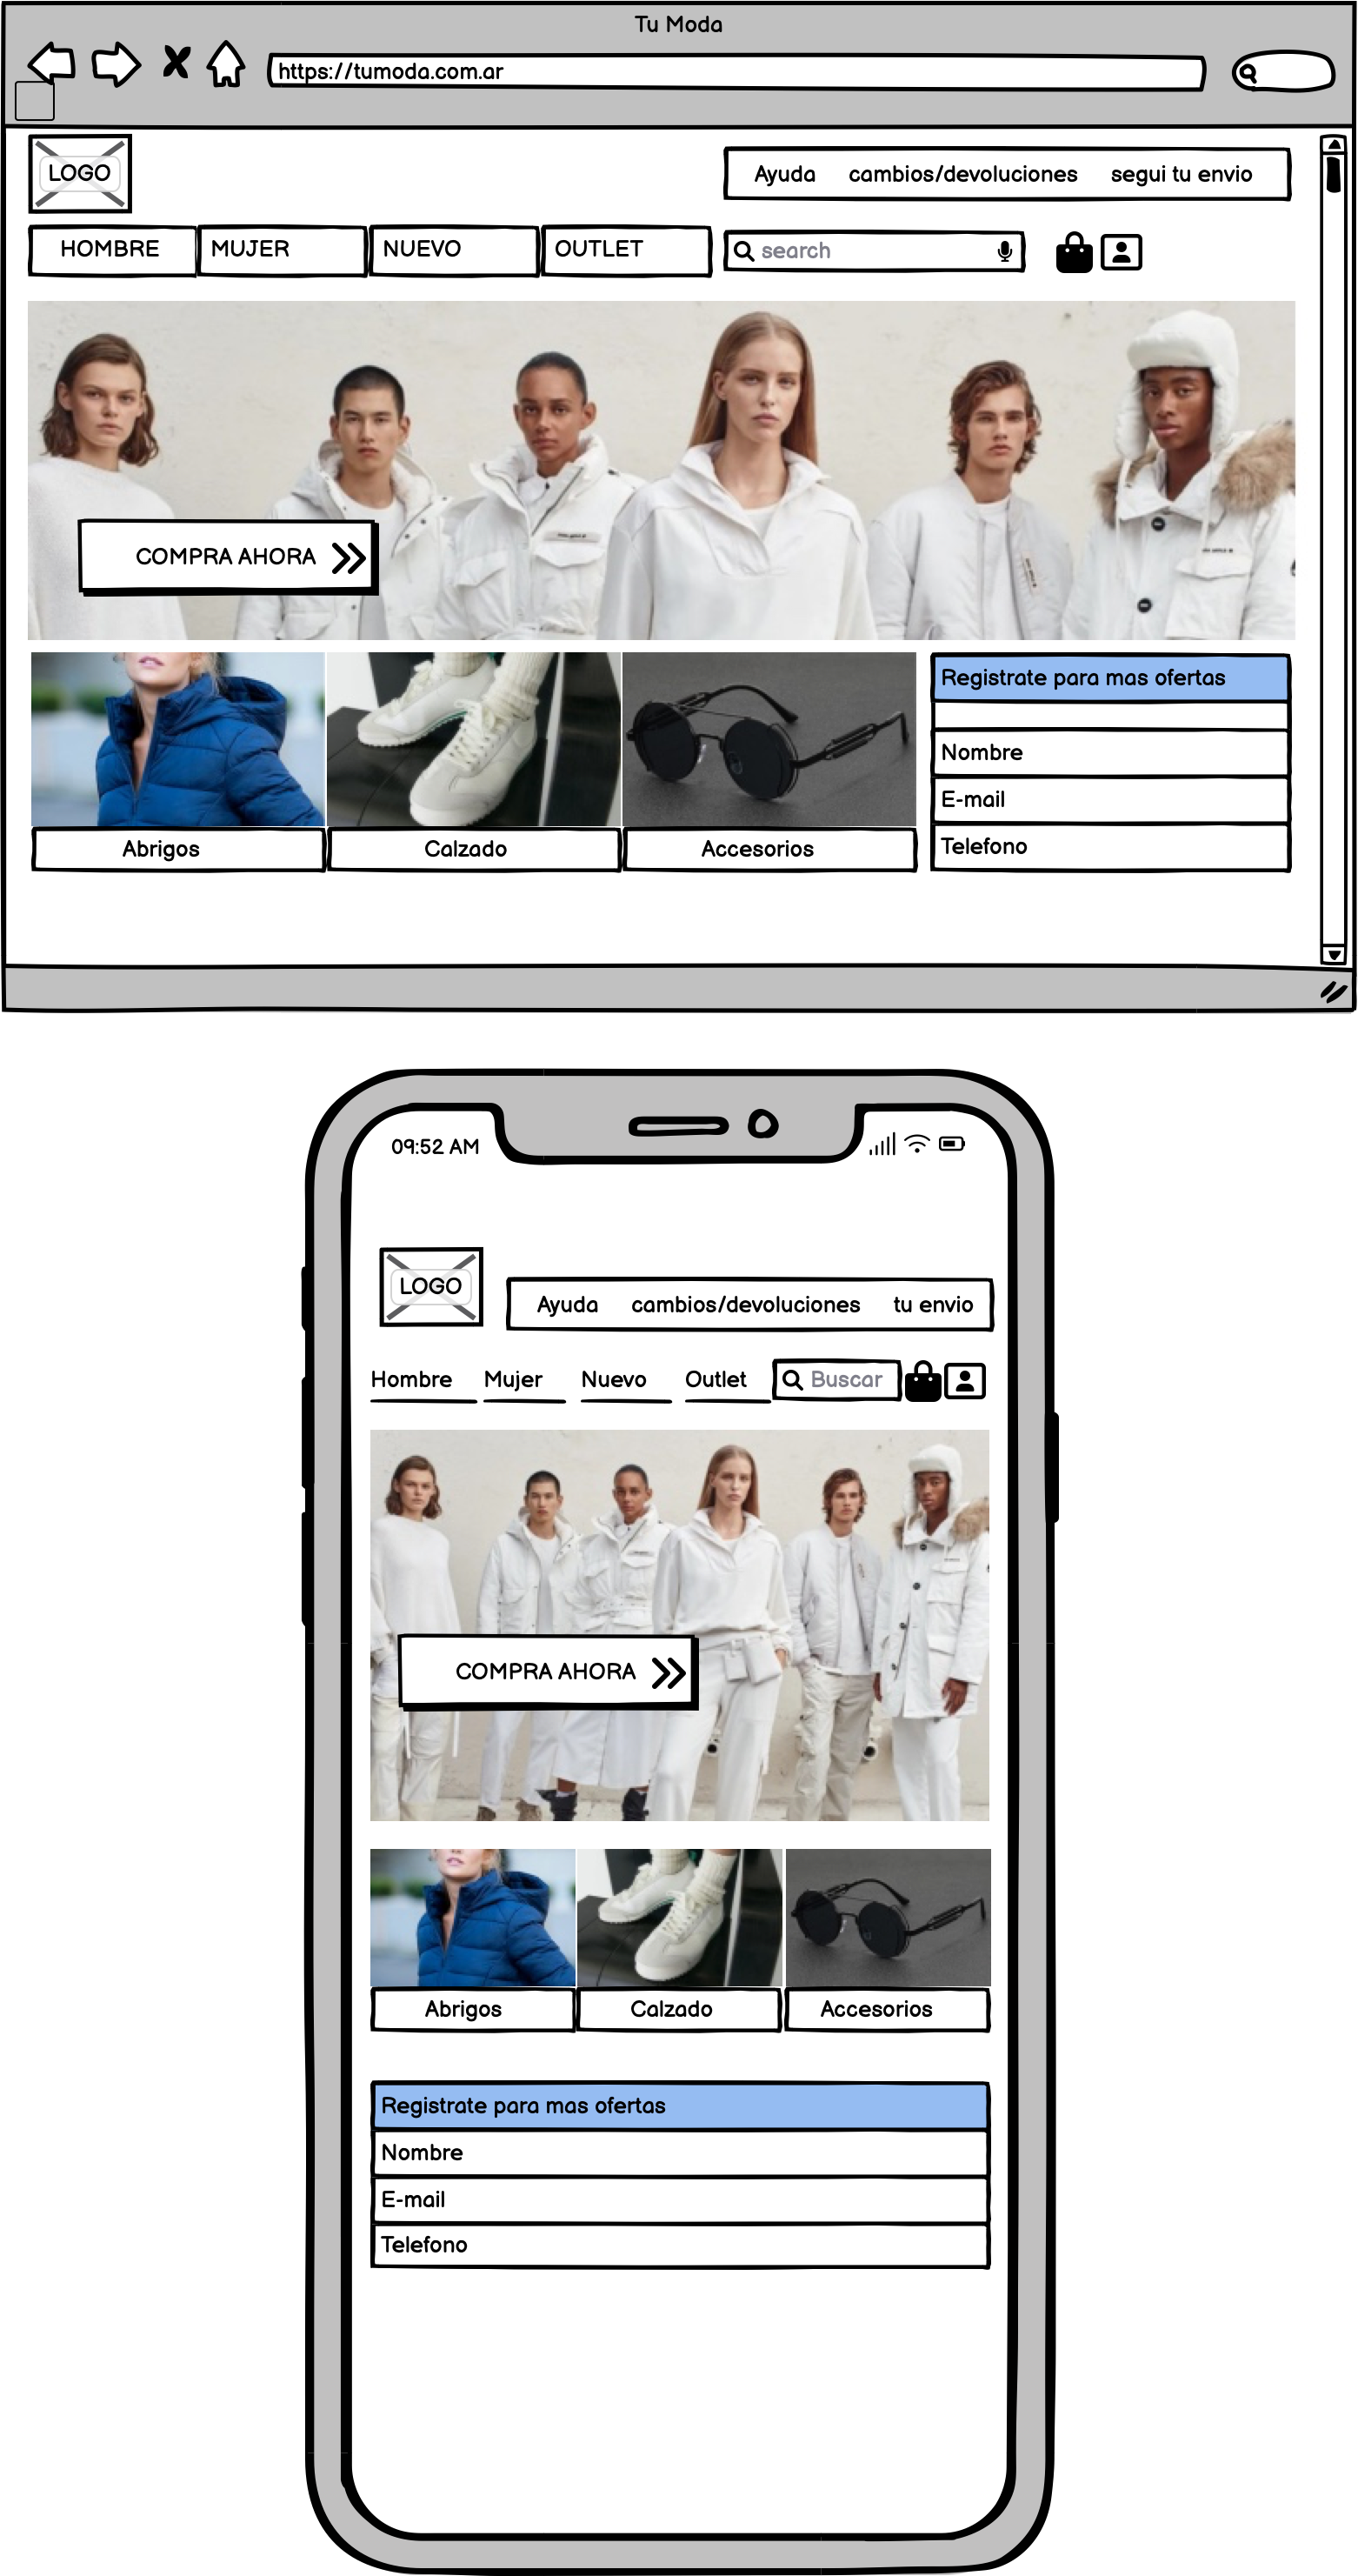 Tu Moda
https://tumoda.com.ar
LOGO
Ayuda cambios/devoluciones segui tu envio
HOMBRE MUJER NUEVO OUTLET search
COMPRA AHORA
Registrate para mas ofertas
Nombre
E-mail
Telefono
Abrigos Calzado Accesorios
09:52 AM
LOGO
Ayuda cambios/devoluciones tu envio
Hombre Mujer Nuevo Outlet Buscar
COMPRA AHORA
Abrigos Calzado Accesorios
Registrate para mas ofertas
Nombre
E-mail
Telefono